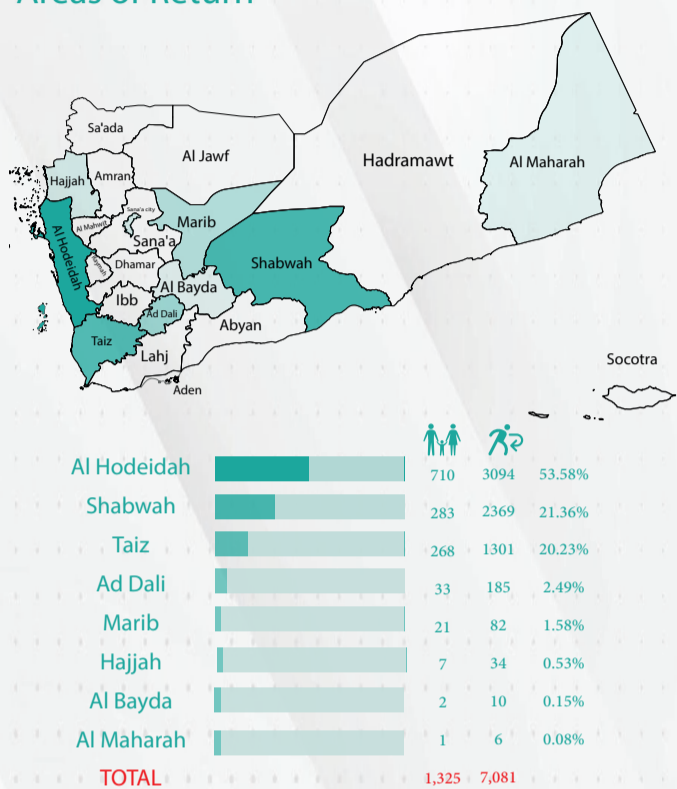 Areas of Return
Sa'ada
Al Jawf
Hadramawt
Al Maharah
Hajjah
Amran
Sana'a city
Marib
Al Mahwit
Sana'a
Al Hodeidah
Raymah
Dhamar
Shabwah
Al Bayda
Ibb
Ad Dali
Abyan
Taiz
Lahj
Socotra
Aden
Al Hodeidah 710 3094 53.58%
Shabwah 283 2369 21.36%
Taiz 268 1301 20.23%
Ad Dali 33 185 2.49%
Marib 21 82 1.58%
Hajjah 7 34 0.53%
Al Bayda 2 10 0.15%
Al Maharah 1 6 0.08%
TOTAL 1,325 7,081